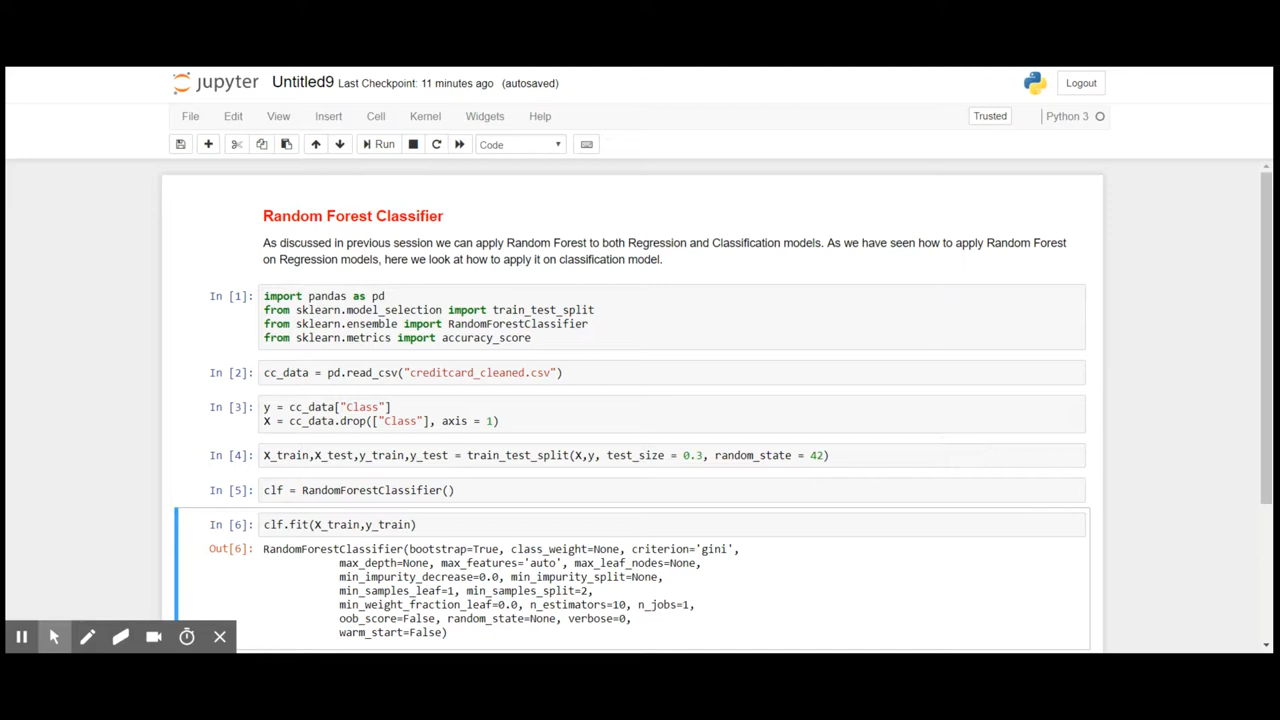 jupyter Untitled9 Last Checkpoint: 11 minutes ago (autosaved) Logout
File Edit View Insert Cell Kernel Widgets Help Trusted Python 3
Run Code
Random Forest Classifier
As discussed in previous session we can apply Random Forest to both Regression and Classification models. As we have seen how to apply Random Forest
on Regression models, here we look at how to apply it on classification model.
In [1]: import pandas as pd
from sklearn.model_selection import train_test_split
from sklearn.ensemble import RandomForestClassifier
from sklearn.metrics import accuracy_score
In [2]: cc_data = pd.read_csv("creditcard_cleaned.csv")
In [3]: y = cc_data["Class"]
X = cc_data.drop(["Class"], axis = 1)
In [4]: X_train,X_test,y_train,y_test = train_test_split(X,y, test_size = 0.3, random_state = 42)
In [5]: clf = RandomForestClassifier()
In [6]: clf.fit(X_train,y_train)
Out[6]: RandomForestClassifier(bootstrap=True, class_weight=None, criterion='gini',
max_depth=None, max_features='auto', max_leaf_nodes=None,
min_impurity_decrease=0.0, min_impurity_split=None,
min_samples_leaf=1, min_samples_split=2,
min_weight_fraction_leaf=0.0, n_estimators=10, n_jobs=1,
oob_score=False, random_state=None, verbose=0,
warm_start=False)